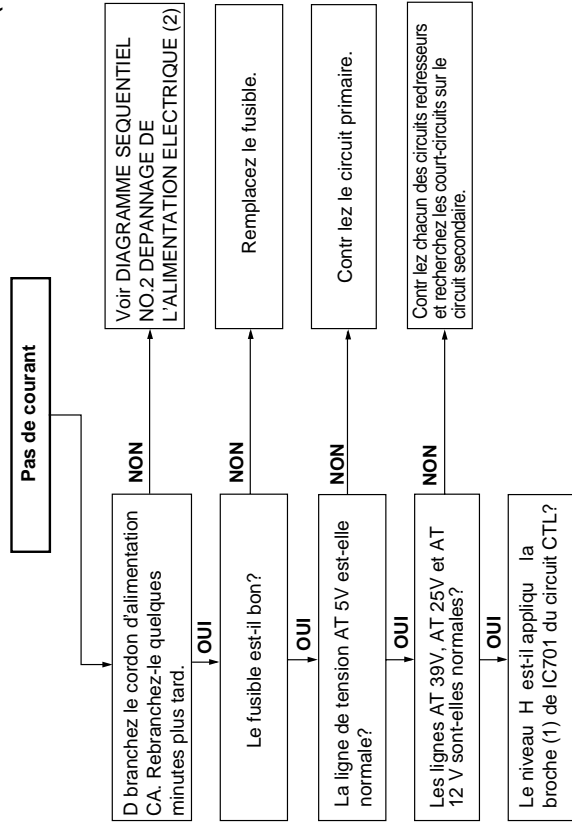 Pas de courant
D branchez le cordon d'alimentation
CA. Rebranchez-le quelques
minutes plus tard.
NON
Voir DIAGRAMME SEQUENTIEL
NO.2 DEPANNAGE DE
L'ALIMENTATION ELECTRIQUE (2)
OUI
Le fusible est-il bon?
NON
Remplacez le fusible.
OUI
La ligne de tension AT 5V est-elle
normale?
NON
Contr lez le circuit primaire.
OUI
Les lignes AT 39V, AT 25V et AT
12 V sont-elles normales?
NON
Contr lez chacun des circuits redresseurs
et recherchez les court-circuits sur le
circuit secondaire.
OUI
Le niveau H est-il appliqu la
broche (1) de IC701 du circuit CTL?